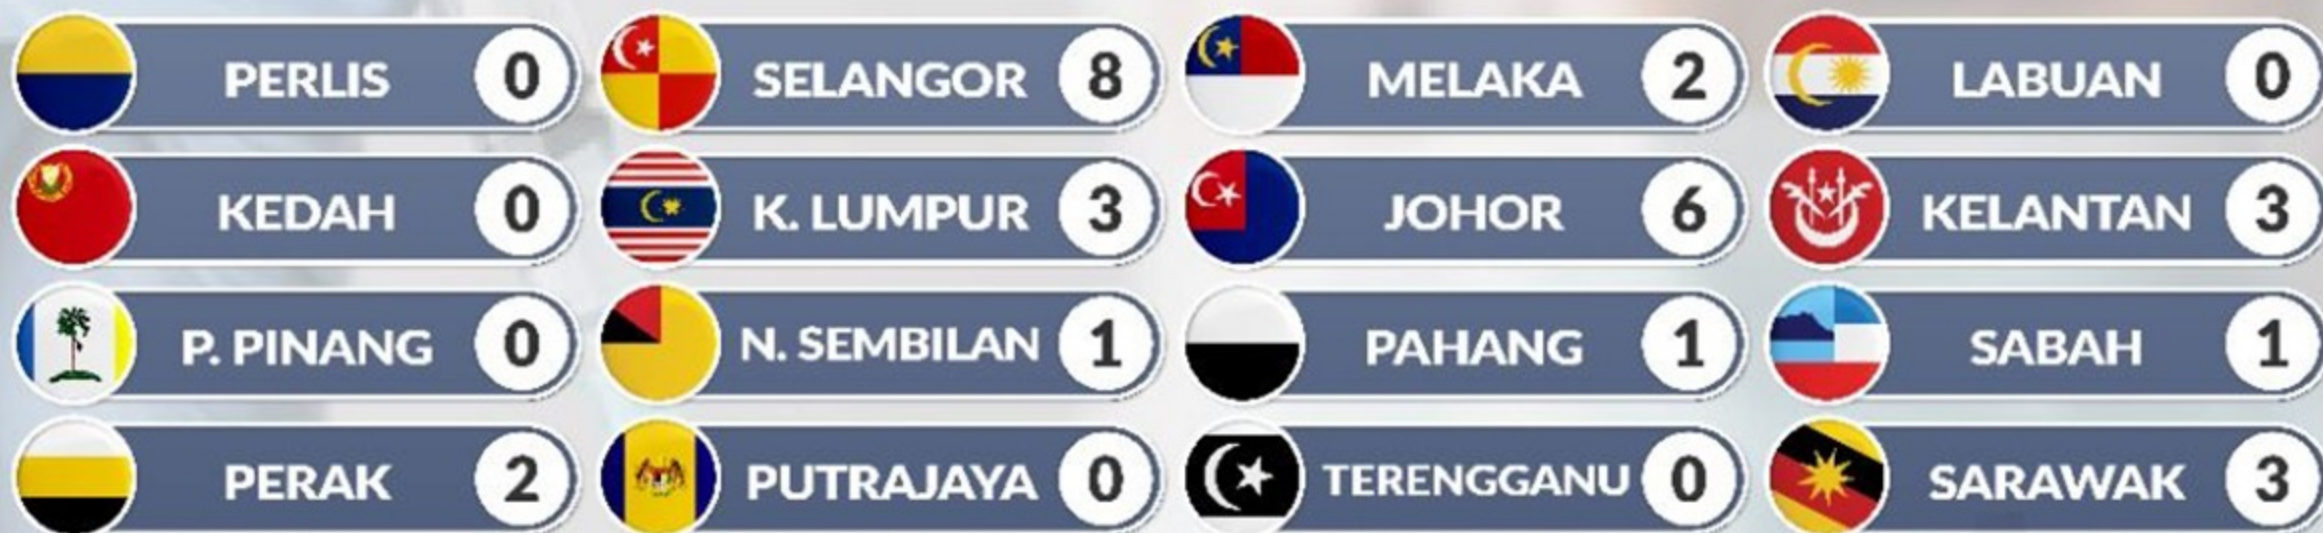 PERLIS 0
SELANGOR 8
MELAKA 2
LABUAN 0
KEDAH 0
K. LUMPUR 3
JOHOR 6
KELANTAN 3
P. PINANG 0
N. SEMBILAN 1
PAHANG 1
SABAH 1
PERAK 2
PUTRAJAYA 0
TERENGGANU 0
SARAWAK 3